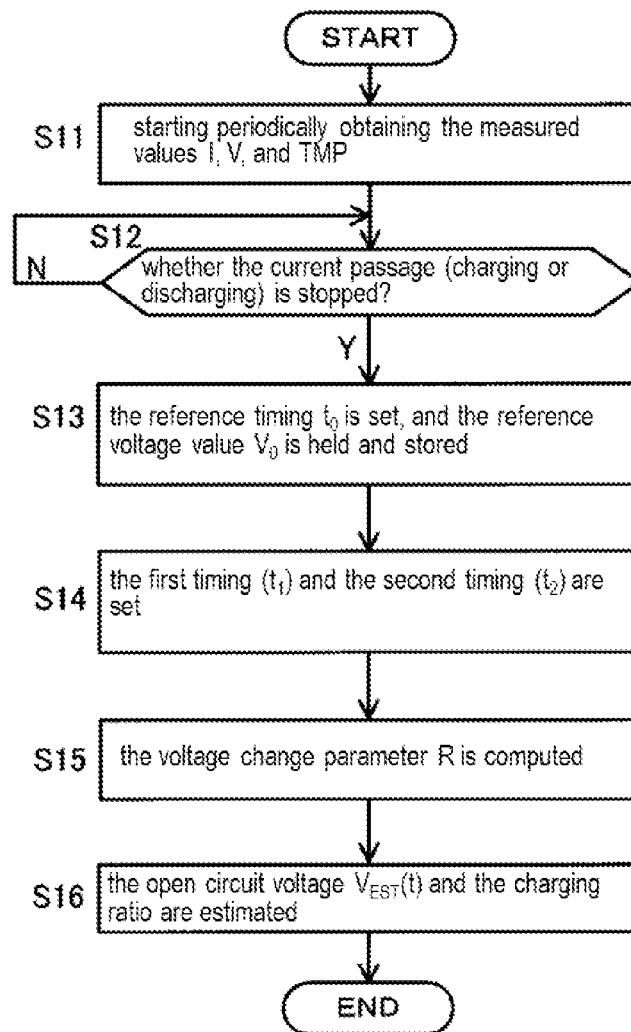 START
S11
starting periodically obtaining the measured
values I, V, and TMP
S12
N
whether the current passage (charging or
discharging) is stopped?
Y
S13
the reference timing t₀ is set, and the reference
voltage value V₀ is held and stored
S14
the first timing (t₁) and the second timing (t₂) are
set
S15
the voltage change parameter R is computed
S16
the open circuit voltage V_EST(t) and the charging
ratio are estimated
END